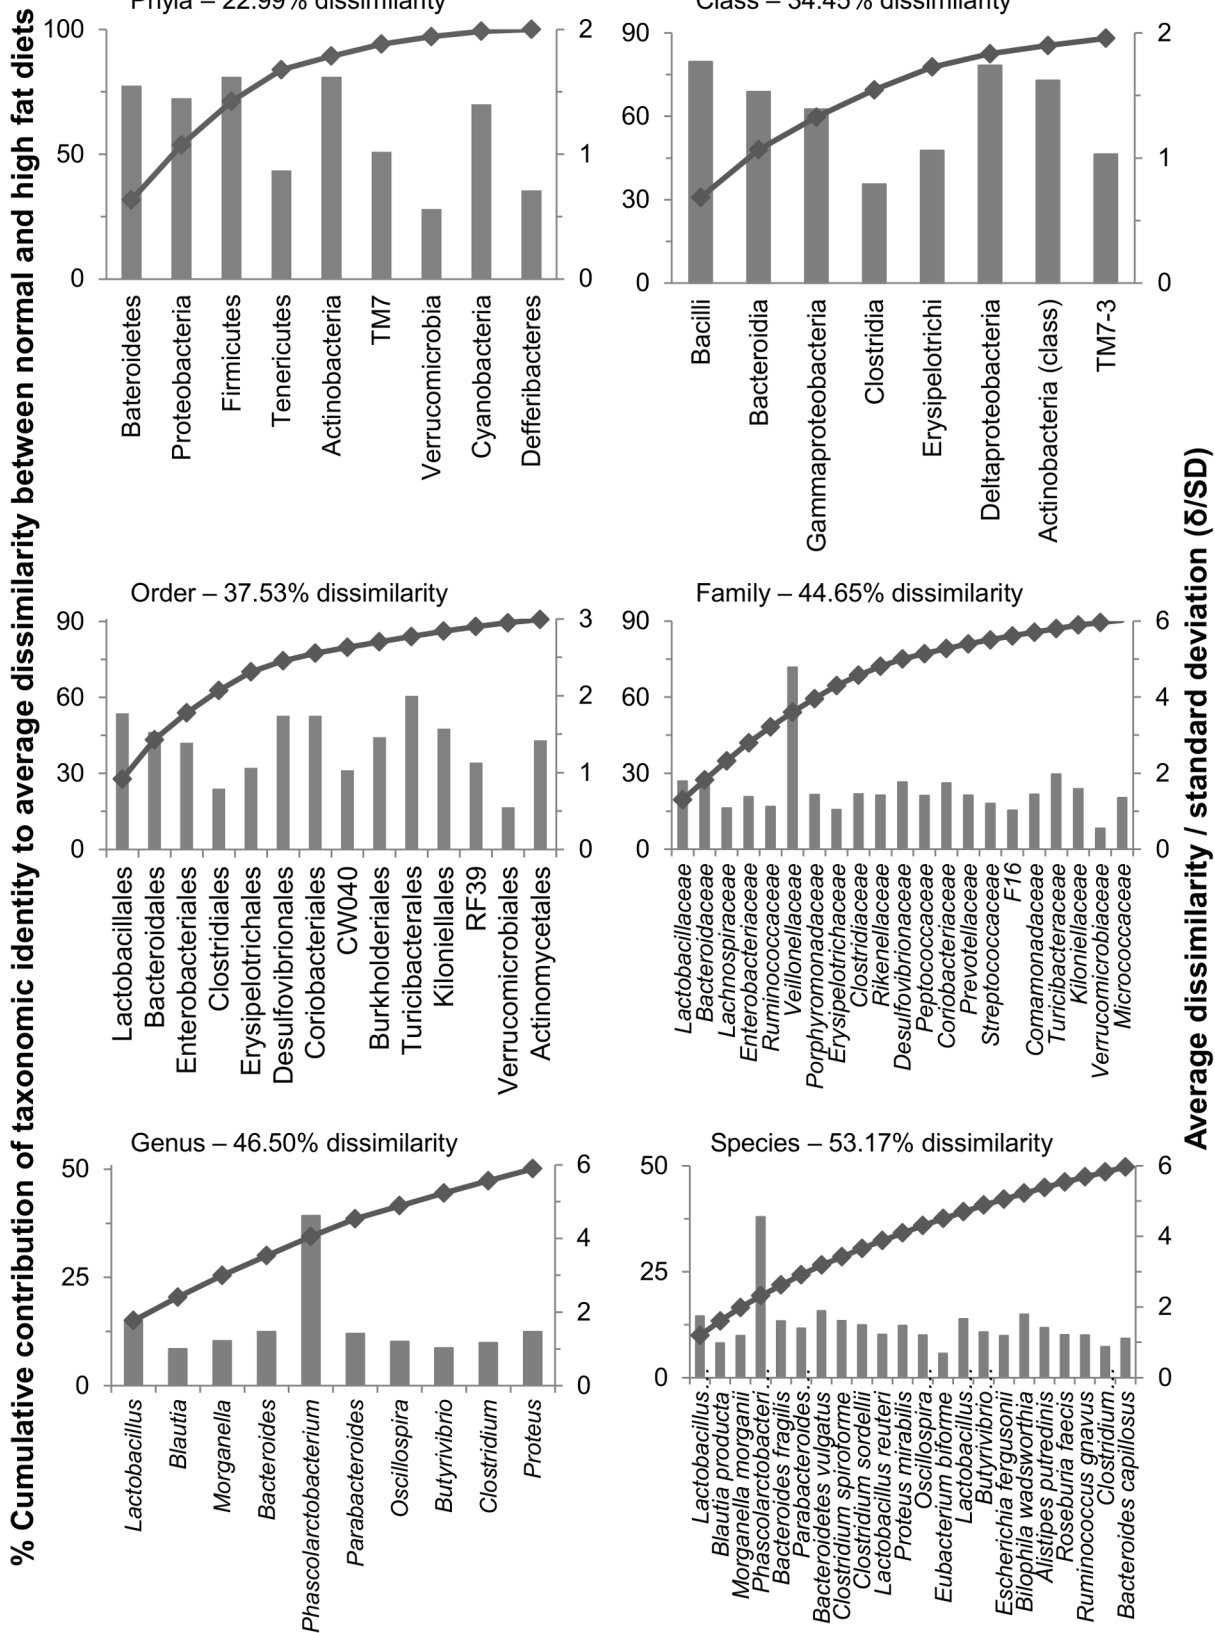 % Cumulative contribution of taxonomic identity to average dissimilarity between normal and high fat diets
Phyla – 22.99% dissimilarity
100
50
0
2
1
0
Bateroidetes
Proteobacteria
Firmicutes
Tenericutes
Actinobacteria
TM7
Verrucomicrobia
Cyanobacteria
Defferibacteres
Class – 34.45% dissimilarity
90
60
30
0
2
1
0
Bacilli
Bacteroidia
Gammaproteobacteria
Clostridia
Erysipelotrichi
Deltaproteobacteria
Actinobacteria (class)
TM7-3
Order – 37.53% dissimilarity
90
60
30
0
3
2
1
0
Lactobacillales
Bacteroidales
Enterobacteriales
Clostridiales
Erysipelotrichales
Desulfovibrionales
Coriobacteriales
CW040
Burkholderiales
Turicibacterales
Kiloniellales
RF39
Verrucomicrobiales
Actinomycetales
Family – 44.65% dissimilarity
90
60
30
0
6
4
2
0
Lactobacillaceae
Bacteroidaceae
Lachnospiraceae
Enterobacteriaceae
Ruminococcaceae
Veillonellaceae
Porphyromonadaceae
Erysipelotrichaceae
Clostridiaceae
Rikenellaceae
Desulfovibrionaceae
Peptococcaceae
Coriobacteriaceae
Prevotellaceae
Streptococcaceae
F16
Comamonadaceae
Turicibacteraceae
Kiloniellaceae
Verrucomicrobiaceae
Micrococcaceae
Genus – 46.50% dissimilarity
50
25
0
6
4
2
0
Lactobacillus
Blautia
Morganella
Bacteroides
Phascolarctobacterium
Parabacteroides
Oscillospira
Butyrivibrio
Clostridium
Proteus
Species – 53.17% dissimilarity
50
25
0
6
4
2
0
Lactobacillus…
Blautia producta
Morganella morganii
Phascolarctobacteri…
Bacteroides fragilis
Parabacteroides…
Bacteroidetes vulgatus
Clostridium spiroforme
Clostridium sordellii
Lactobacillus reuteri
Proteus mirabilis
Oscillospira…
Eubacterium biforme
Lactobacillus…
Butyrivibrio…
Escherichia fergusonii
Bilophila wadsworthia
Alistipes putredinis
Roseburia faecis
Ruminococcus gnavus
Clostridium…
Bacteroides capillosus
Average dissimilarity / standard deviation (δ/SD)